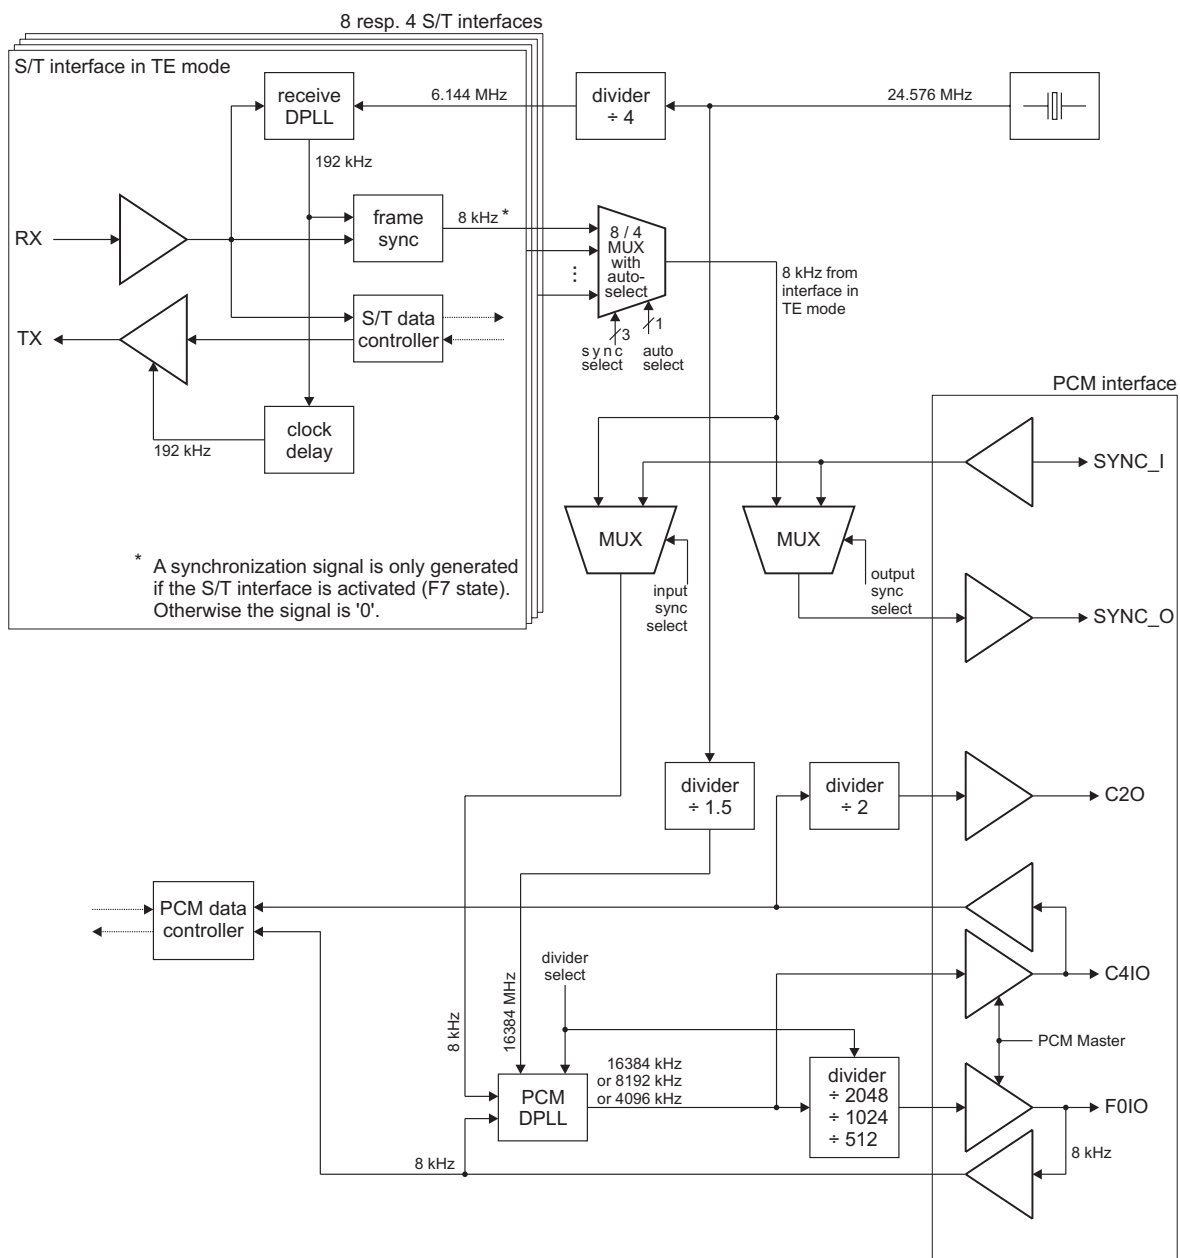 8 resp. 4 S/T interfaces
S/T interface in TE mode
receive
DPLL
6.144 MHz
divider
÷ 4
24.576 MHz
192 kHz
RX
frame
sync
8 kHz *
8 / 4
MUX
with
auto-
select
8 kHz from
interface in
TE mode
TX
S/T data
controller
3
1
sync
select
auto
select
PCM interface
clock
delay
192 kHz
SYNC_I
MUX
MUX
input
sync
select
output
sync
select
* A synchronization signal is only generated
if the S/T interface is activated (F7 state).
Otherwise the signal is '0'.
SYNC_O
divider
÷ 1.5
divider
÷ 2
C2O
PCM data
controller
divider
select
C4IO
8 kHz
16384 MHz
PCM Master
16384 kHz
or 8192 kHz
or 4096 kHz
PCM
DPLL
divider
÷ 2048
÷ 1024
÷ 512
F0IO
8 kHz
8 kHz